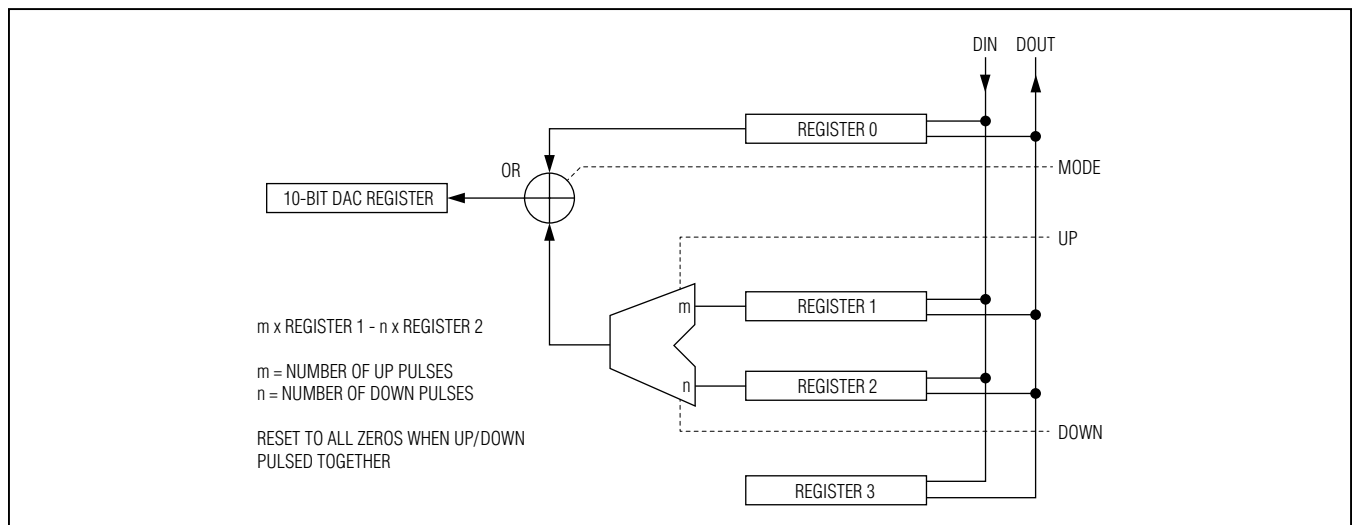 DIN DOUT
REGISTER 0
OR
MODE
10-BIT DAC REGISTER
UP
m
REGISTER 1
m x REGISTER 1 - n x REGISTER 2
m = NUMBER OF UP PULSES
n = NUMBER OF DOWN PULSES
n
REGISTER 2
RESET TO ALL ZEROS WHEN UP/DOWN
PULSED TOGETHER
DOWN
REGISTER 3